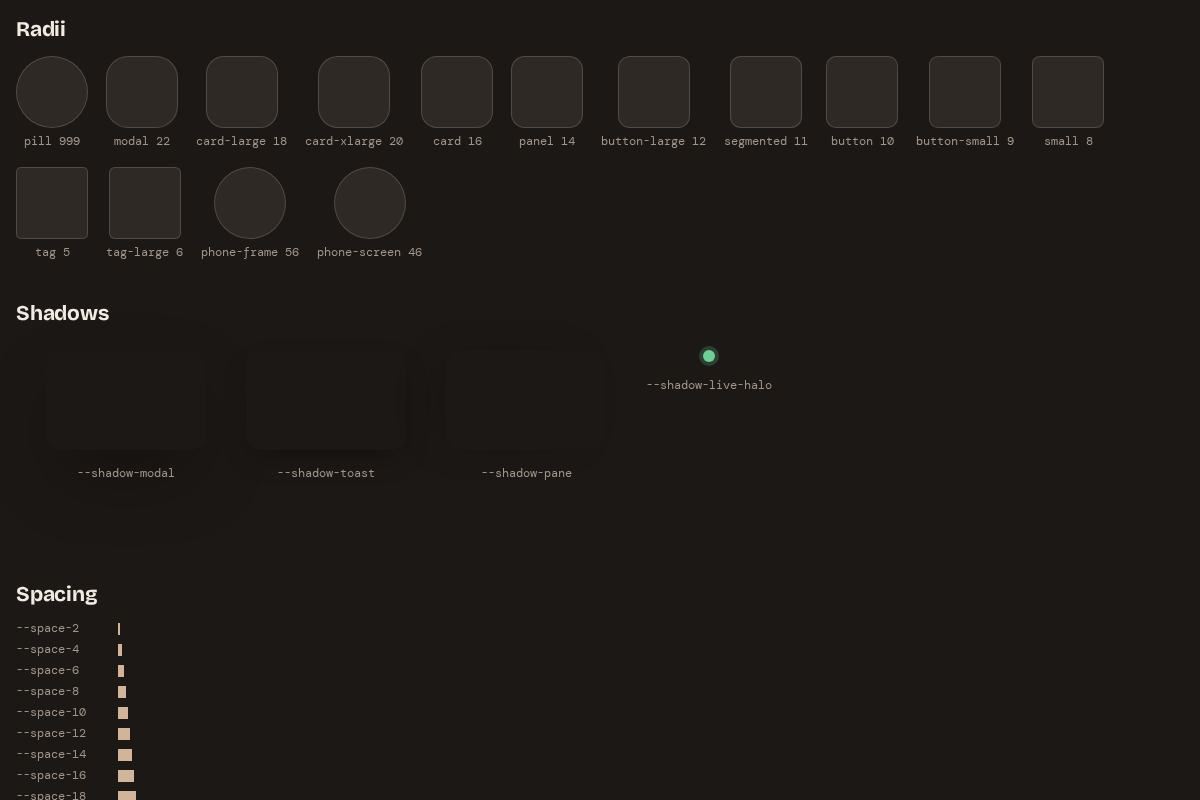 Radii
pill 999 modal 22 card-large 18 card-xlarge 20 card 16 panel 14 button-large 12 segmented 11 button 10 button-small 9 small 8
tag 5 tag-large 6 phone-frame 56 phone-screen 46
Shadows
--shadow-live-halo
--shadow-modal --shadow-toast --shadow-pane
Spacing
--space-2
--space-4
--space-6
--space-8
--space-10
--space-12
--space-14
--space-16
--space-18